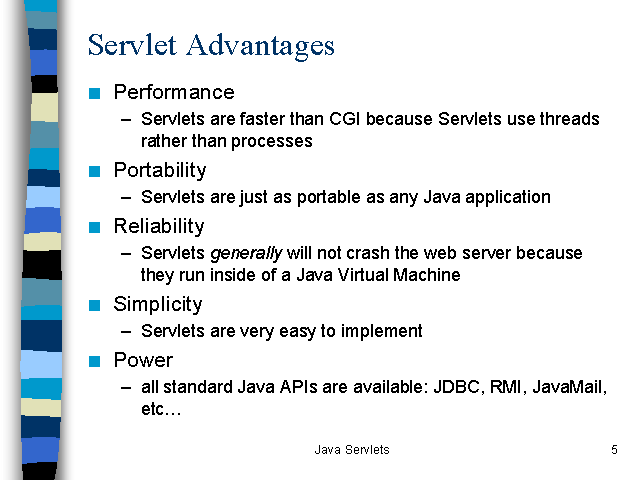 Servlet Advantages
Performance
– Servlets are faster than CGI because Servlets use threads
rather than processes
Portability
– Servlets are just as portable as any Java application
Reliability
– Servlets generally will not crash the web server because
they run inside of a Java Virtual Machine
Simplicity
– Servlets are very easy to implement
Power
– all standard Java APIs are available: JDBC, RMI, JavaMail,
etc…
Java Servlets
5